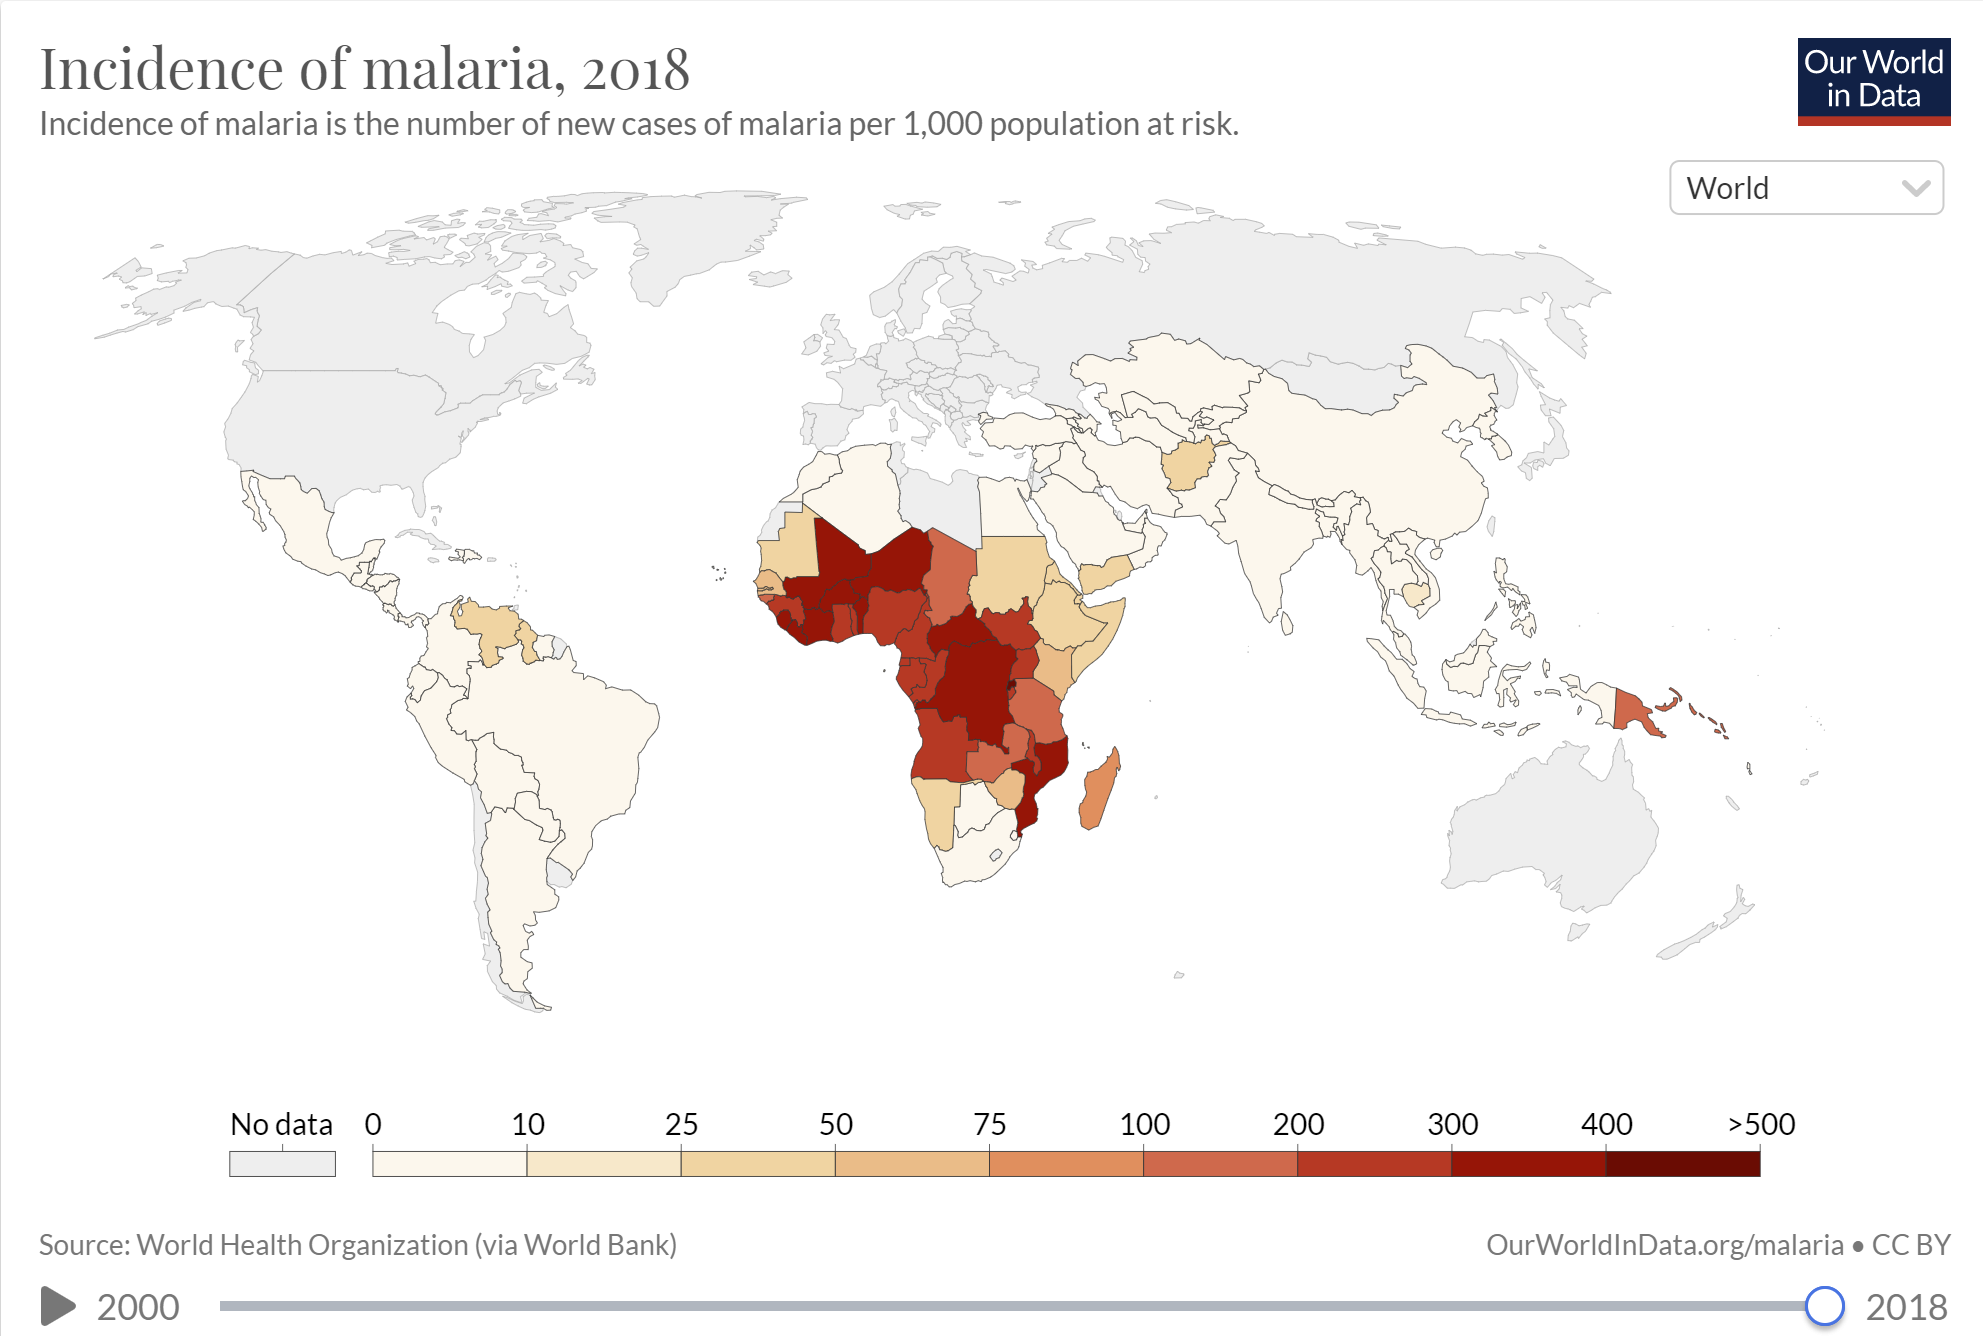 Incidence of malaria, 2018
Incidence of malaria is the number of new cases of malaria per 1,000 population at risk.
Our World
in Data
World
No data 0 10 25 50 75 100 200 300 400 >500
Source: World Health Organization (via World Bank)
OurWorldInData.org/malaria • CC BY
2000 2018